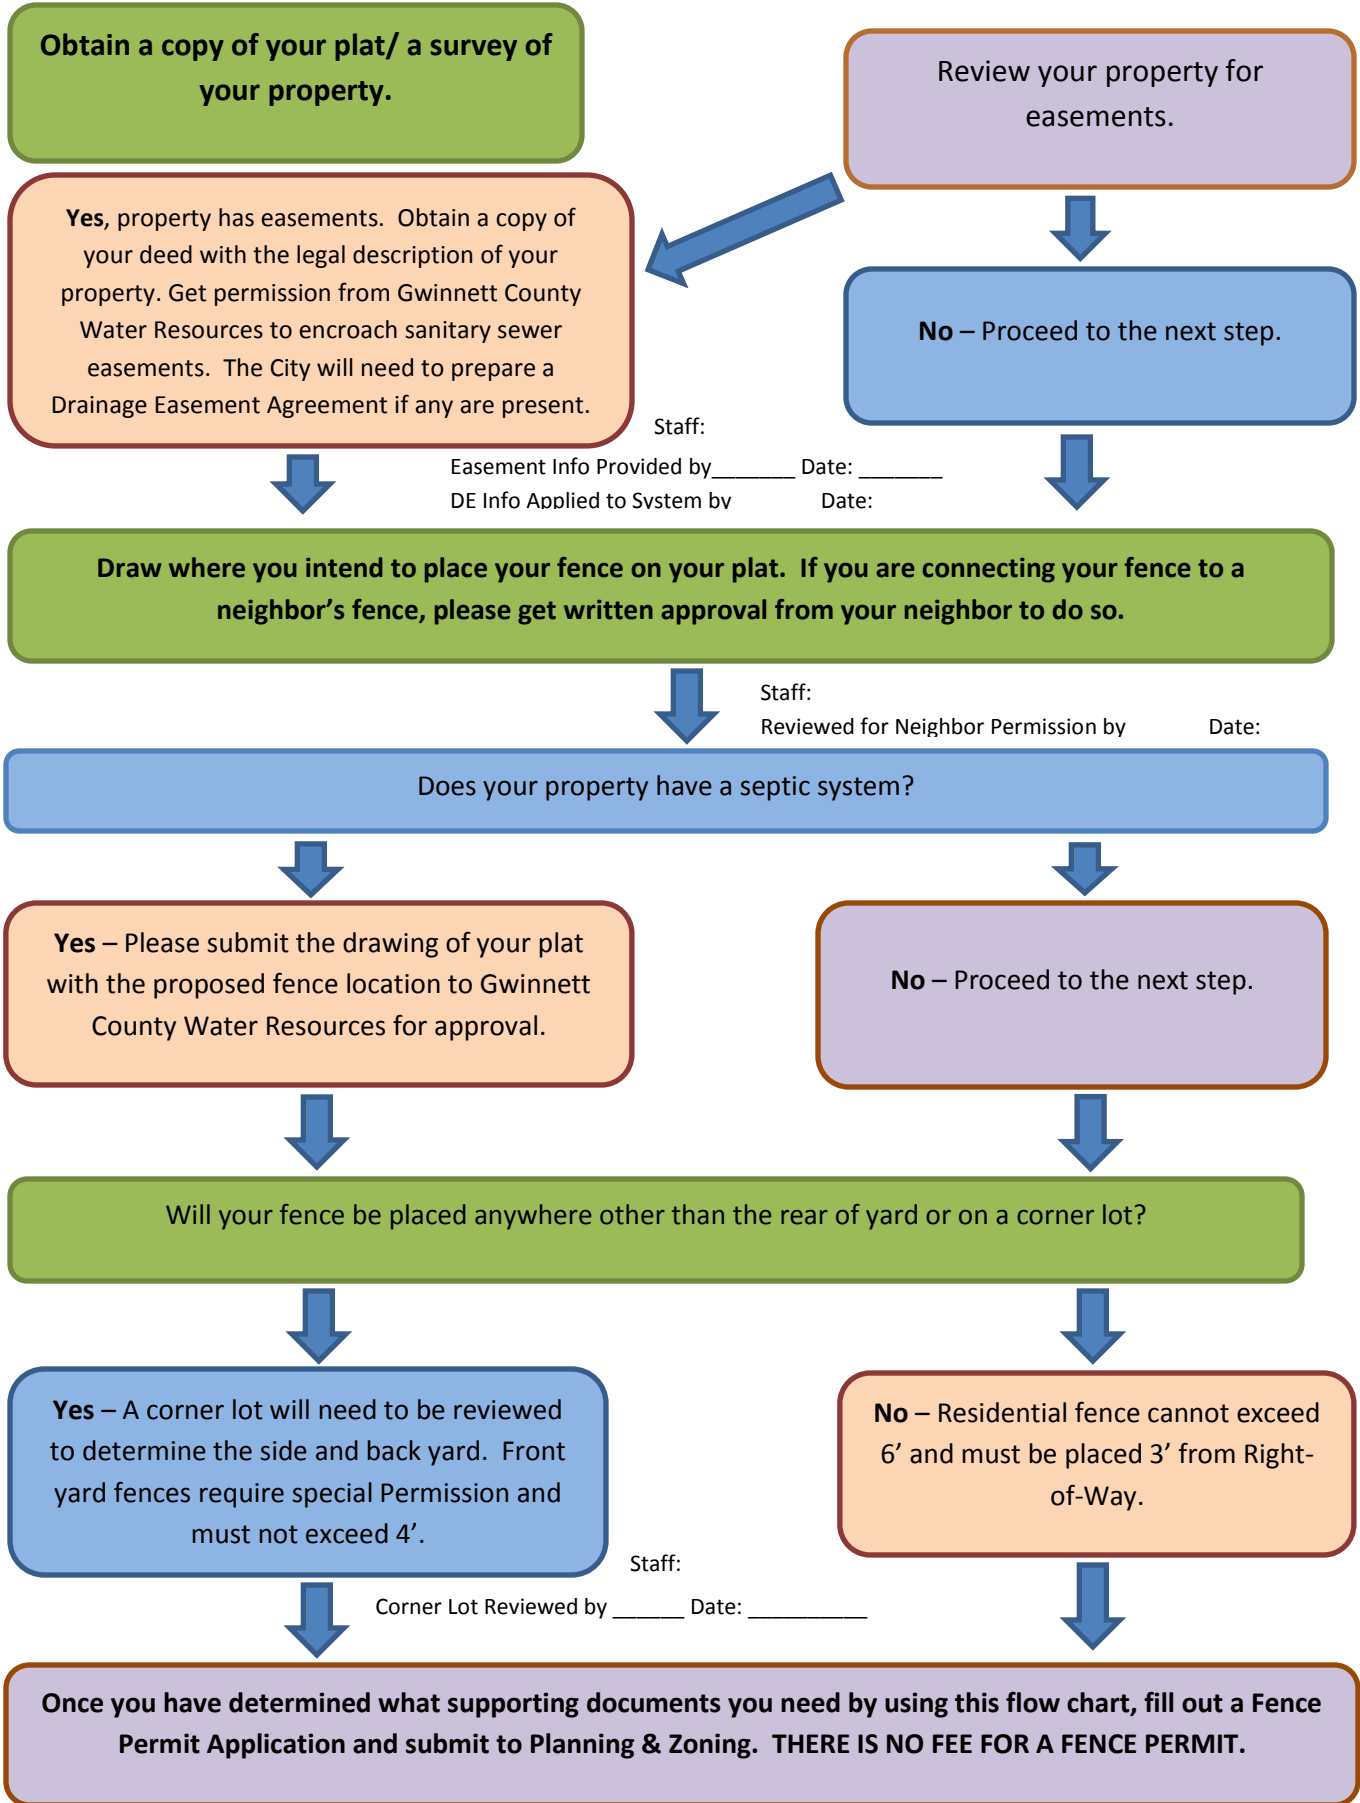 Obtain a copy of your plat/ a survey of
your property.
Review your property for
easements.
Yes, property has easements.  Obtain a copy of
your deed with the legal description of your
property. Get permission from Gwinnett County
Water Resources to encroach sanitary sewer
easements.  The City will need to prepare a
Drainage Easement Agreement if any are present.
No – Proceed to the next step.
Staff:
Easement Info Provided by_______ Date: _______
DE Info Applied to System by Date:
Draw where you intend to place your fence on your plat.  If you are connecting your fence to a
neighbor’s fence, please get written approval from your neighbor to do so.
Staff:
Reviewed for Neighbor Permission by Date:
Does your property have a septic system?
Yes – Please submit the drawing of your plat
with the proposed fence location to Gwinnett
County Water Resources for approval.
No – Proceed to the next step.
Will your fence be placed anywhere other than the rear of yard or on a corner lot?
Yes – A corner lot will need to be reviewed
to determine the side and back yard.  Front
yard fences require special Permission and
must not exceed 4’.
No – Residential fence cannot exceed
6’ and must be placed 3’ from Right-
of-Way.
Staff:
Corner Lot Reviewed by ______ Date: __________
Once you have determined what supporting documents you need by using this flow chart, fill out a Fence
Permit Application and submit to Planning & Zoning.  THERE IS NO FEE FOR A FENCE PERMIT.